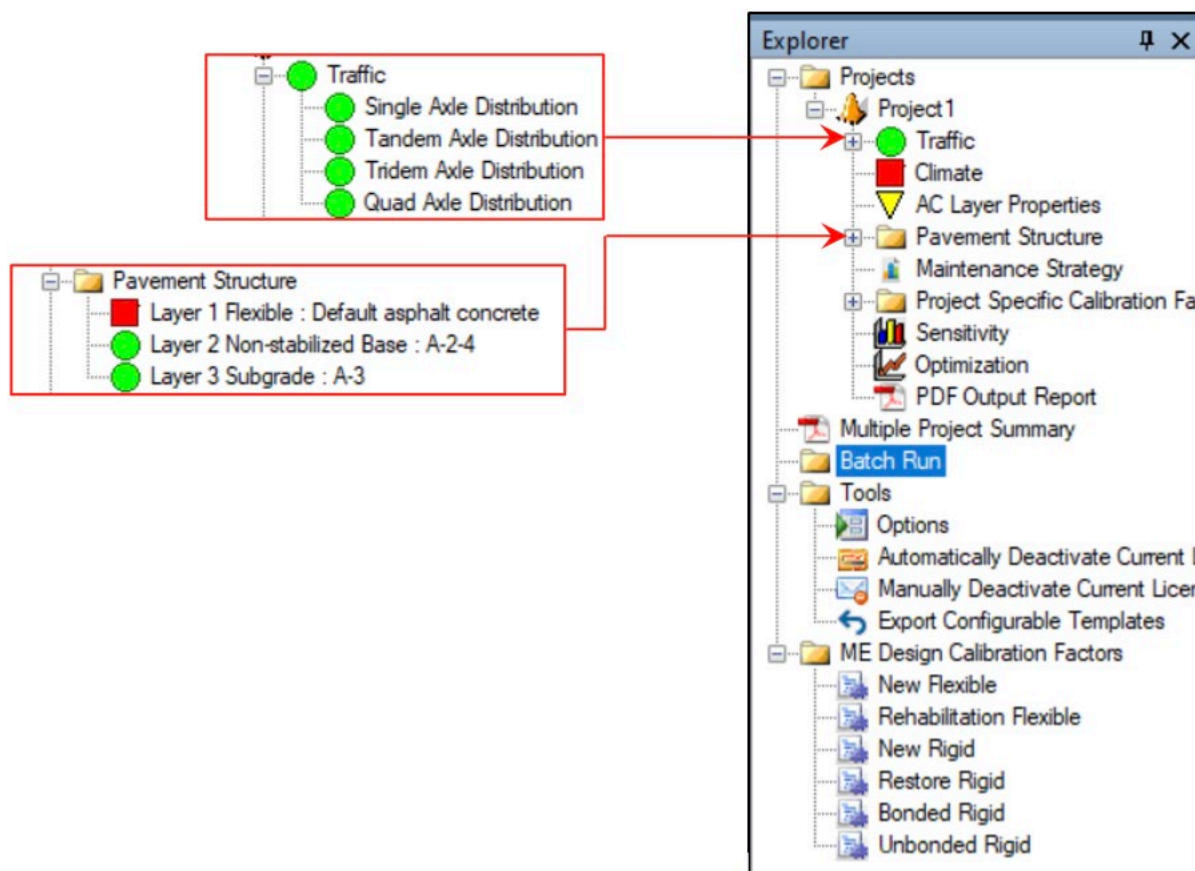 Traffic
Single Axle Distribution
Tandem Axle Distribution
Tridem Axle Distribution
Quad Axle Distribution
Pavement Structure
Layer 1 Flexible : Default asphalt concrete
Layer 2 Non-stabilized Base : A-2-4
Layer 3 Subgrade : A-3
Explorer
Projects
Project1
Traffic
Climate
AC Layer Properties
Pavement Structure
Maintenance Strategy
Project Specific Calibration Fa
Sensitivity
Optimization
PDF Output Report
Multiple Project Summary
Batch Run
Tools
Options
Automatically Deactivate Current
Manually Deactivate Current Licen
Export Configurable Templates
ME Design Calibration Factors
New Flexible
Rehabilitation Flexible
New Rigid
Restore Rigid
Bonded Rigid
Unbonded Rigid